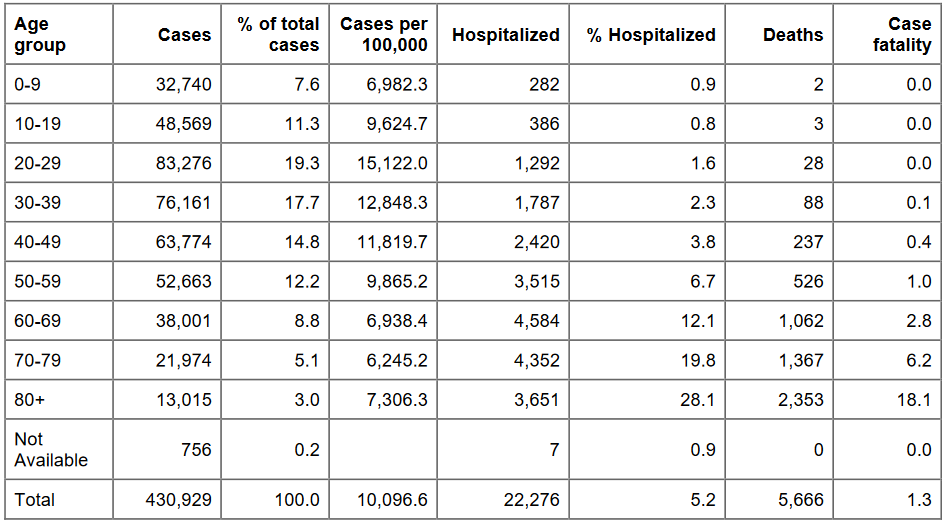 Age group Cases % of total cases Cases per 100,000 Hospitalized % Hospitalized Deaths Case fatality
0-9 32,740 7.6 6,982.3 282 0.9 2 0.0
10-19 48,569 11.3 9,624.7 386 0.8 3 0.0
20-29 83,276 19.3 15,122.0 1,292 1.6 28 0.0
30-39 76,161 17.7 12,848.3 1,787 2.3 88 0.1
40-49 63,774 14.8 11,819.7 2,420 3.8 237 0.4
50-59 52,663 12.2 9,865.2 3,515 6.7 526 1.0
60-69 38,001 8.8 6,938.4 4,584 12.1 1,062 2.8
70-79 21,974 5.1 6,245.2 4,352 19.8 1,367 6.2
80+ 13,015 3.0 7,306.3 3,651 28.1 2,353 18.1
Not Available 756 0.2 7 0.9 0 0.0
Total 430,929 100.0 10,096.6 22,276 5.2 5,666 1.3